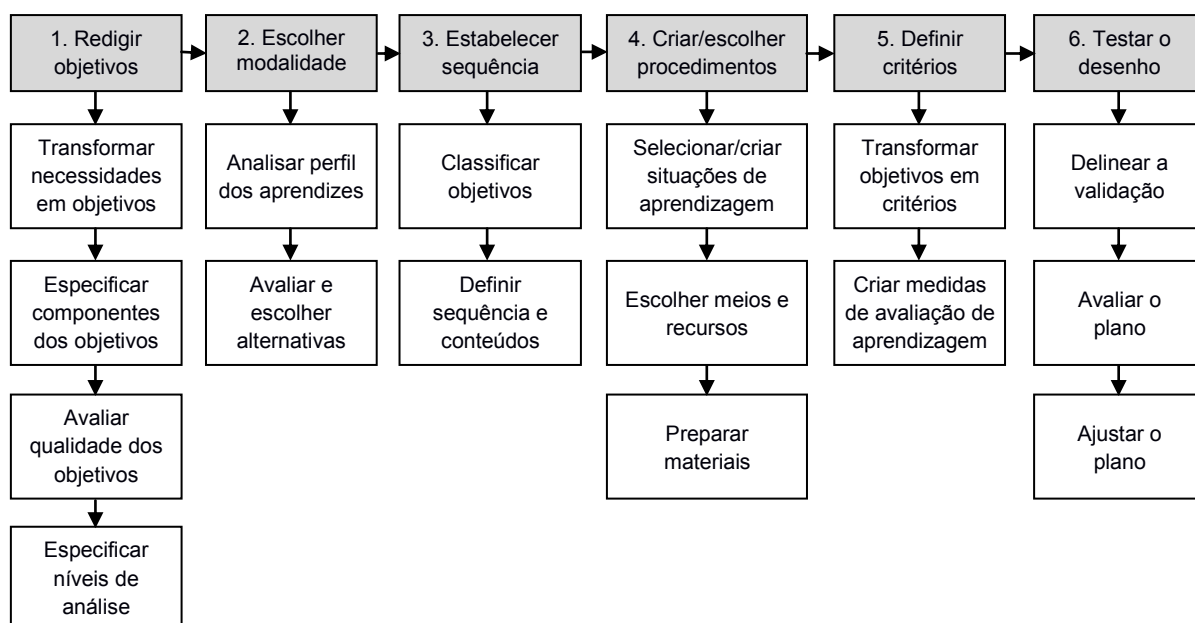 1. Redigir
objetivos
2. Escolher
modalidade
3. Estabelecer
sequência
4. Criar/escolher
procedimentos
5. Definir
critérios
6. Testar o
desenho
Transformar
necessidades
em objetivos
Analisar perfil
dos aprendizes
Classificar
objetivos
Selecionar/criar
situações de
aprendizagem
Transformar
objetivos em
critérios
Delinear a
validação
Especificar
componentes
dos objetivos
Avaliar e
escolher
alternativas
Definir
sequência e
conteúdos
Escolher meios e
recursos
Criar medidas
de avaliação de
aprendizagem
Avaliar o
plano
Avaliar
qualidade dos
objetivos
Preparar
materiais
Ajustar o
plano
Especificar
níveis de
análise